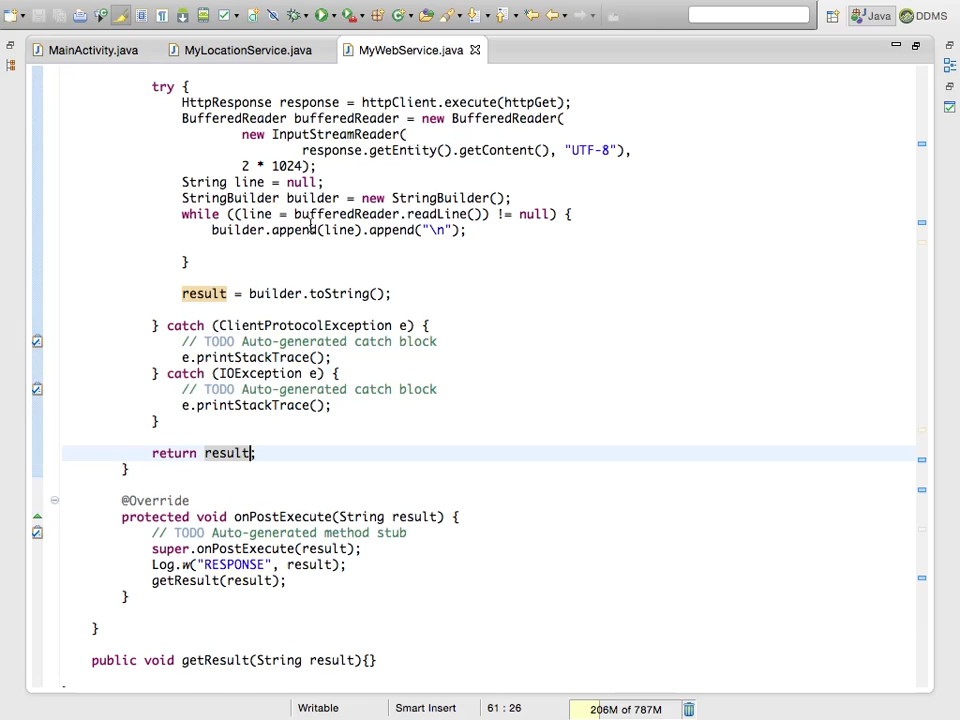 Java
DDMS
MainActivity.java
MyLocationService.java
MyWebService.java
try {
HttpResponse response = httpClient.execute(httpGet);
BufferedReader bufferedReader = new BufferedReader(
new InputStreamReader(
response.getEntity().getContent(), "UTF-8"),
2 * 1024);
String line = null;
StringBuilder builder = new StringBuilder();
while ((line = bufferedReader.readLine()) != null) {
builder.append(line).append("\n");
}
result = builder.toString();
} catch (ClientProtocolException e) {
// TODO Auto-generated catch block
e.printStackTrace();
} catch (IOException e) {
// TODO Auto-generated catch block
e.printStackTrace();
}
return result;
}
@Override
protected void onPostExecute(String result) {
// TODO Auto-generated method stub
super.onPostExecute(result);
Log.w("RESPONSE", result);
getResult(result);
}
}
public void getResult(String result){}
Writable
Smart Insert
61 : 26
206M of 787M